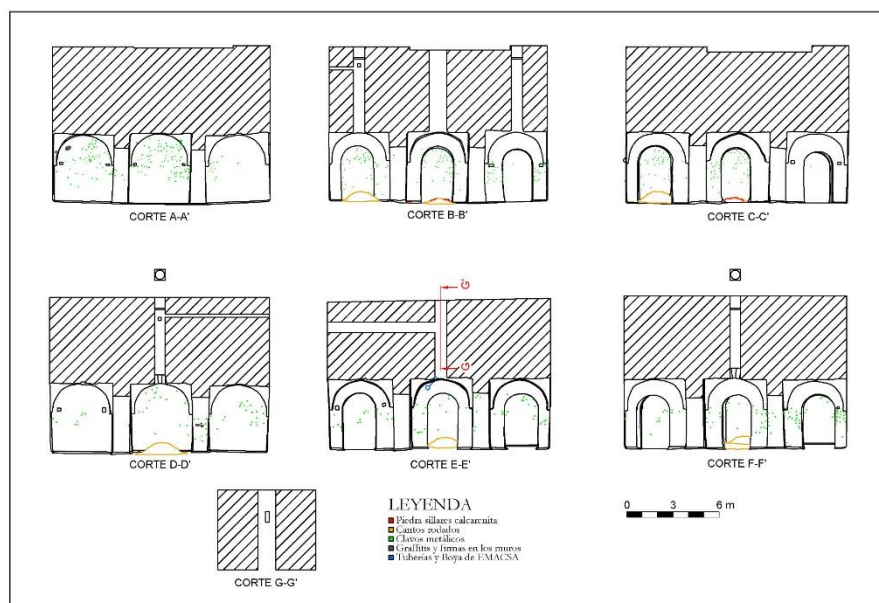 CORTE A-A'
CORTE B-B'
CORTE C-C'
G'
G
CORTE D-D'
CORTE E-E'
CORTE F-F'
CORTE G-G'
LEYENDA
Piedra sillares calcarenita
Cantos rodados
Clavos metálicos
Graffitis y firmas en los muros
Tuberías y Boya de EMACSA
0 3 6 m